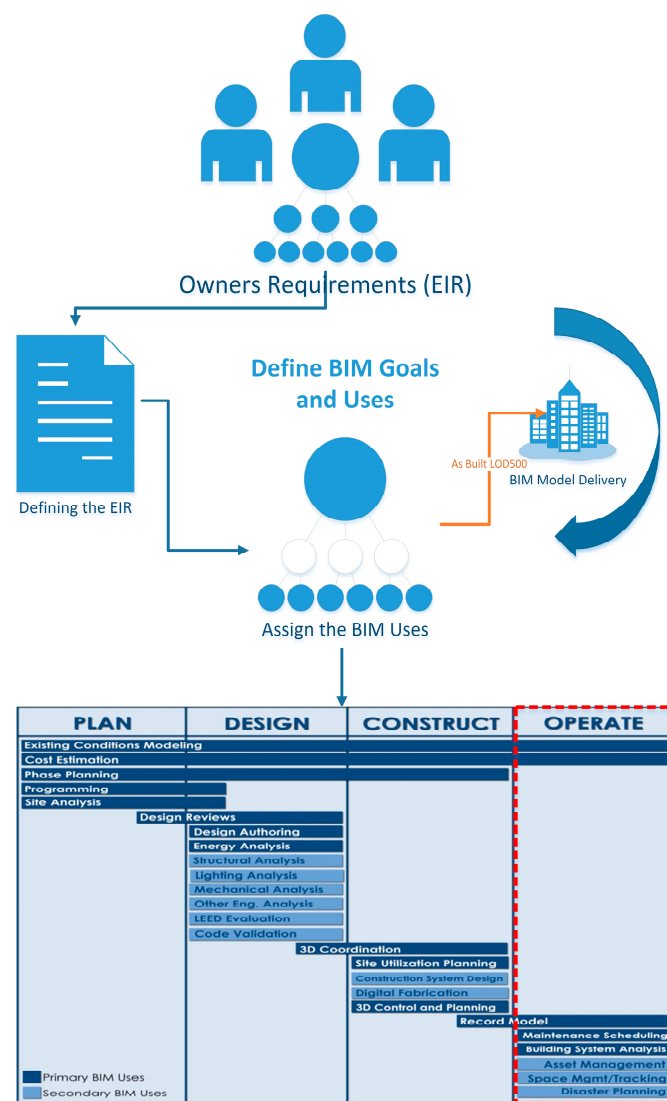 Owners Requirements (EIR)
Define BIM Goals
and Uses
As Built LOD500
BIM Model Delivery
Defining the EIR
Assign the BIM Uses
PLAN
DESIGN
CONSTRUCT
OPERATE
Existing Conditions Modeling
Cost Estimation
Phase Planning
Programming
Site Analysis
Design Reviews
Design Authoring
Energy Analysis
Structural Analysis
Lighting Analysis
Mechanical Analysis
Other Eng. Analysis
LEED Evaluation
Code Validation
3D Coordination
Site Utilization Planning
Construction System Design
Digital Fabrication
3D Control and Planning
Record Model
Maintenance Scheduling
Building System Analysis
Asset Management
Space Mgmt/Tracking
Disaster Planning
Primary BIM Uses
Secondary BIM Uses